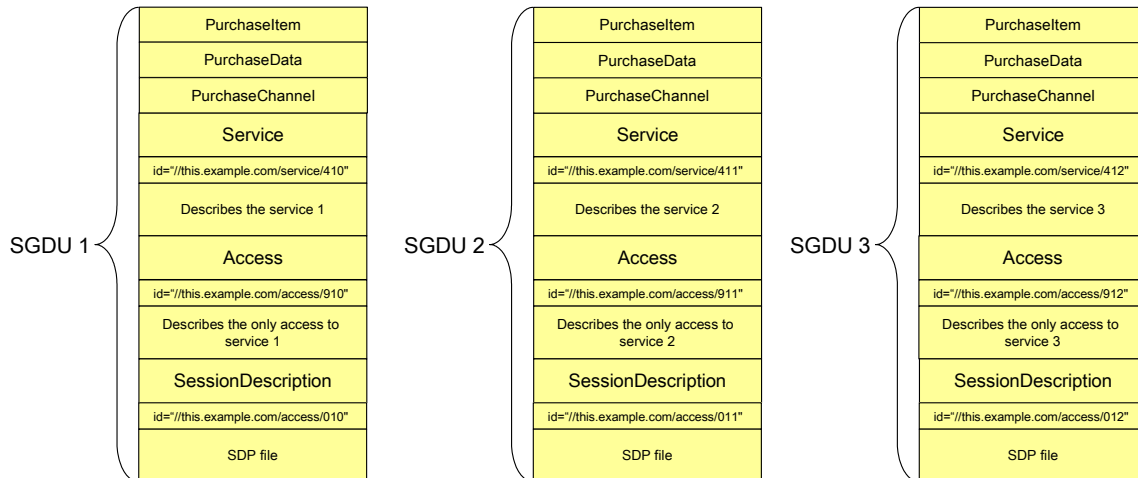 SGDU 1
PurchaseItem
PurchaseData
PurchaseChannel
Service
id="//this.example.com/service/410"
Describes the service 1
Access
id="//this.example.com/access/910"
Describes the only access to
service 1
SessionDescription
id="//this.example.com/access/010"
SDP file
SGDU 2
PurchaseItem
PurchaseData
PurchaseChannel
Service
id="//this.example.com/service/411"
Describes the service 2
Access
id="//this.example.com/access/911"
Describes the only access to
service 2
SessionDescription
id="//this.example.com/access/011"
SDP file
SGDU 3
PurchaseItem
PurchaseData
PurchaseChannel
Service
id="//this.example.com/service/412"
Describes the service 3
Access
id="//this.example.com/access/912"
Describes the only access to
service 3
SessionDescription
id="//this.example.com/access/012"
SDP file